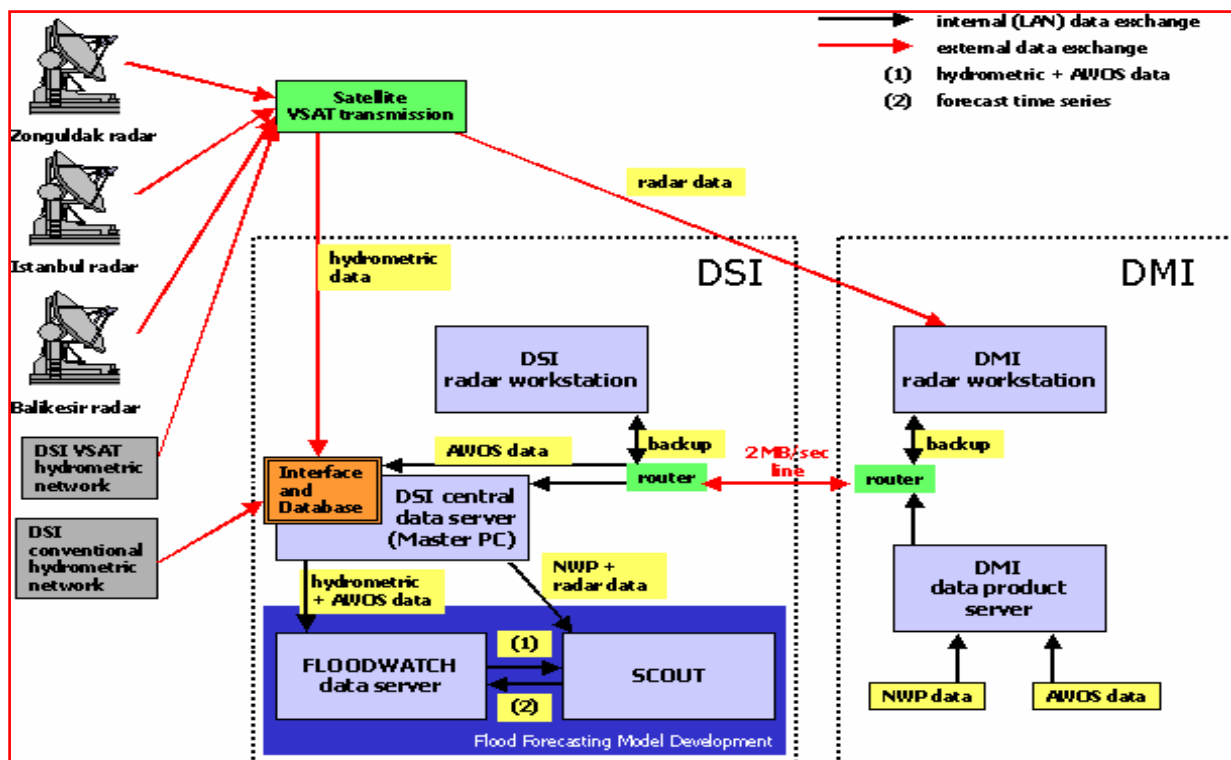 internal (LAN) data exchange
external data exchange
(1) hydrometric + AWOS data
(2) forecast time series
Satellite
VSAT transmission
Zonguldak radar
radar data
Istanbul radar
hydrometric
data
DSI
DMI
DSI
radar workstation
DMI
radar workstation
Balikesir radar
DSI VSAT
hydrometric
network
AWOS data
backup
2 MB/sec
line
backup
Interface
and
Database
router
router
DSI central
data server
(Master PC)
DSI
conventional
hydrometric
network
hydrometric
+ AWOS data
NWP +
radar data
DMI
data product
server
FLOODWATCH
data server
(1)
(2)
SCOUT
NWP data
AWOS data
Flood Forecasting Model Development